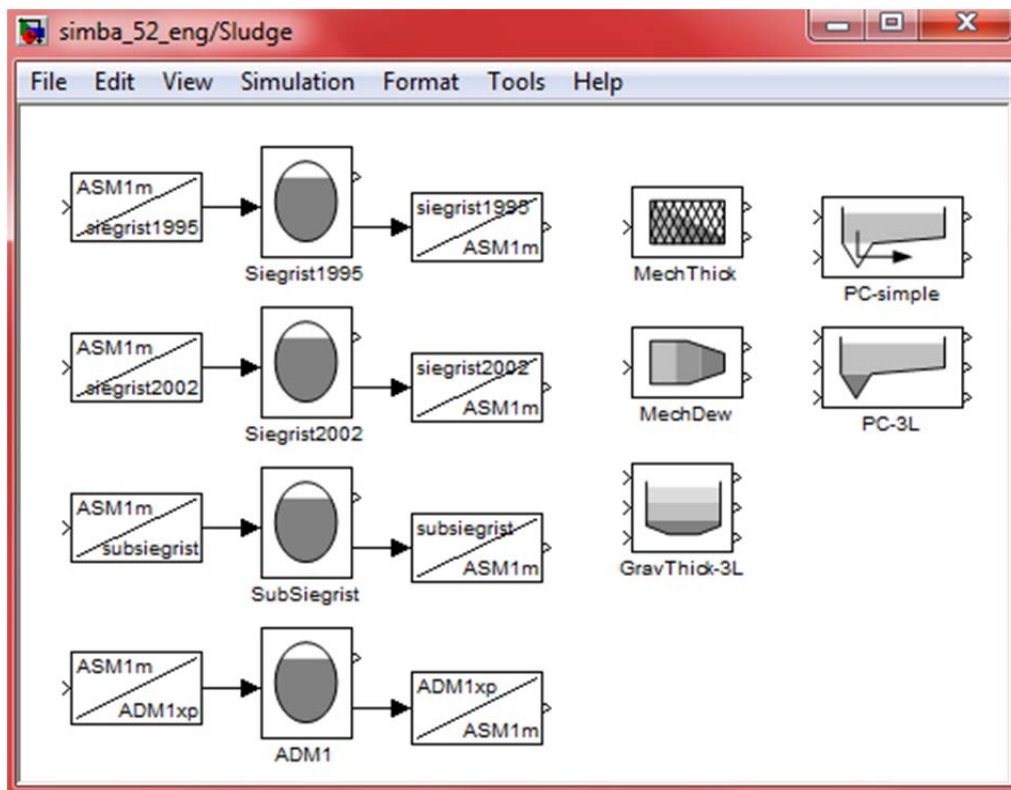 simba_52_eng/Sludge
File Edit View Simulation Format Tools Help
ASM1m
siegrist1995
Siegrist1995
siegrist1995
ASM1m
MechThick
PC-simple
ASM1m
siegrist2002
Siegrist2002
siegrist2002
ASM1m
MechDew
PC-3L
ASM1m
subsiegrist
SubSiegrist
subsiegrist
ASM1m
GravThick-3L
ASM1m
ADM1xp
ADM1
ADM1xp
ASM1m